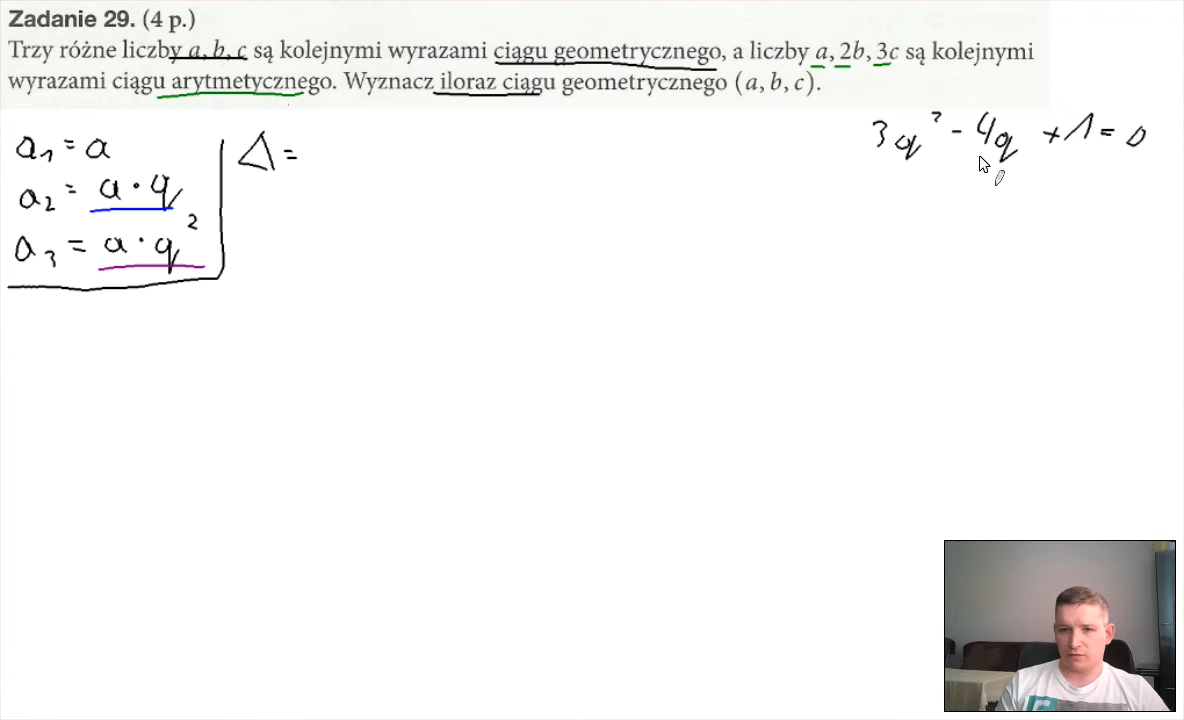 Zadanie 29. (4 p.)
Trzy różne liczby a, b, c są kolejnymi wyrazami ciągu geometrycznego, a liczby a, 2b, 3c są kolejnymi
wyrazami ciągu arytmetycznego. Wyznacz iloraz ciągu geometrycznego (a, b, c).
a₁ = a
a₂ = a · q
a₃ = a · q²
Δ =
3q² - 4q + 1 = 0